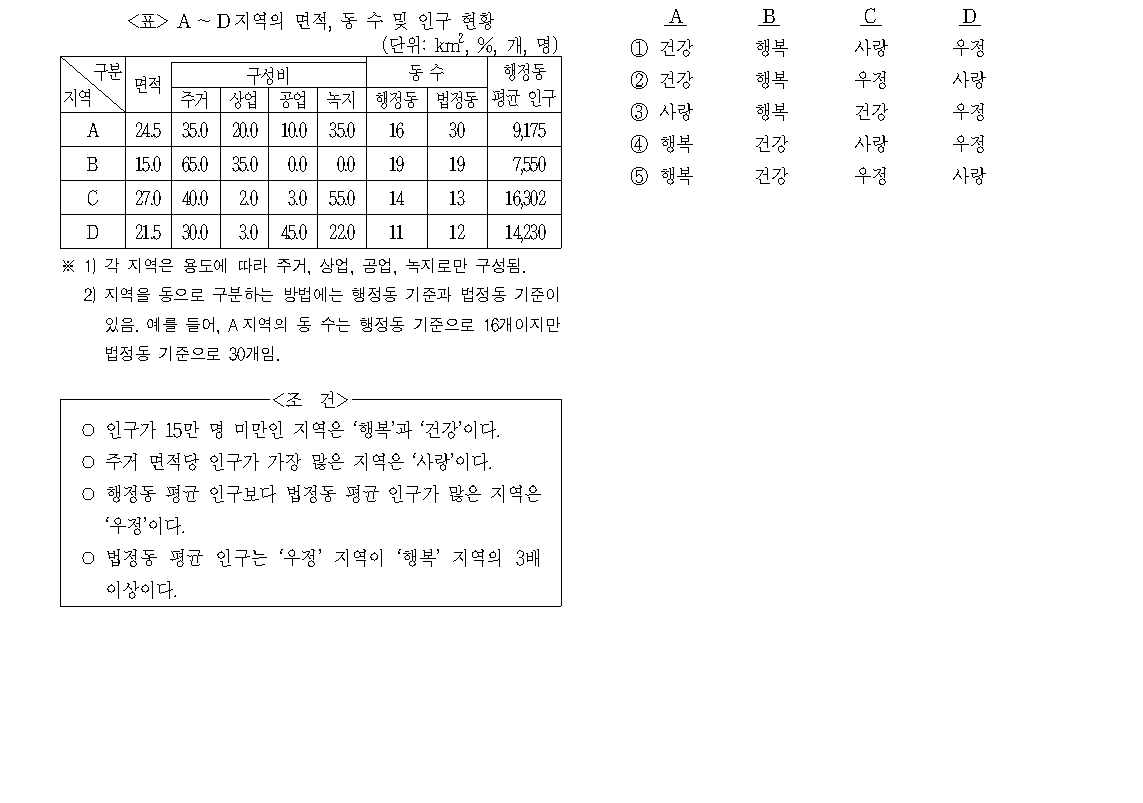 <표> A ~ D지역의 면적, 동 수 및 인구 현황
(단위: km², %, 개, 명)
구분 지역 면적 구성비 동 수 행정동 평균 인구
주거 상업 공업 녹지 행정동 법정동
A 24.5 35.0 20.0 10.0 35.0 16 30 9,175
B 15.0 65.0 35.0 0.0 0.0 19 19 7,550
C 27.0 40.0 2.0 3.0 55.0 14 13 16,302
D 21.5 30.0 3.0 45.0 22.0 11 12 14,230
※ 1) 각 지역은 용도에 따라 주거, 상업, 공업, 녹지로만 구성됨.
2) 지역을 동으로 구분하는 방법에는 행정동 기준과 법정동 기준이
있음. 예를 들어, A지역의 동 수는 행정동 기준으로 16개이지만
법정동 기준으로 30개임.
<조 건>
○ 인구가 15만 명 미만인 지역은 ‘행복’과 ‘건강’이다.
○ 주거 면적당 인구가 가장 많은 지역은 ‘사랑’이다.
○ 행정동 평균 인구보다 법정동 평균 인구가 많은 지역은
‘우정’이다.
○ 법정동 평균 인구는 ‘우정’ 지역이 ‘행복’ 지역의 3배
이상이다.
A B C D
① 건강 행복 사랑 우정
② 건강 행복 우정 사랑
③ 사랑 행복 건강 우정
④ 행복 건강 사랑 우정
⑤ 행복 건강 우정 사랑